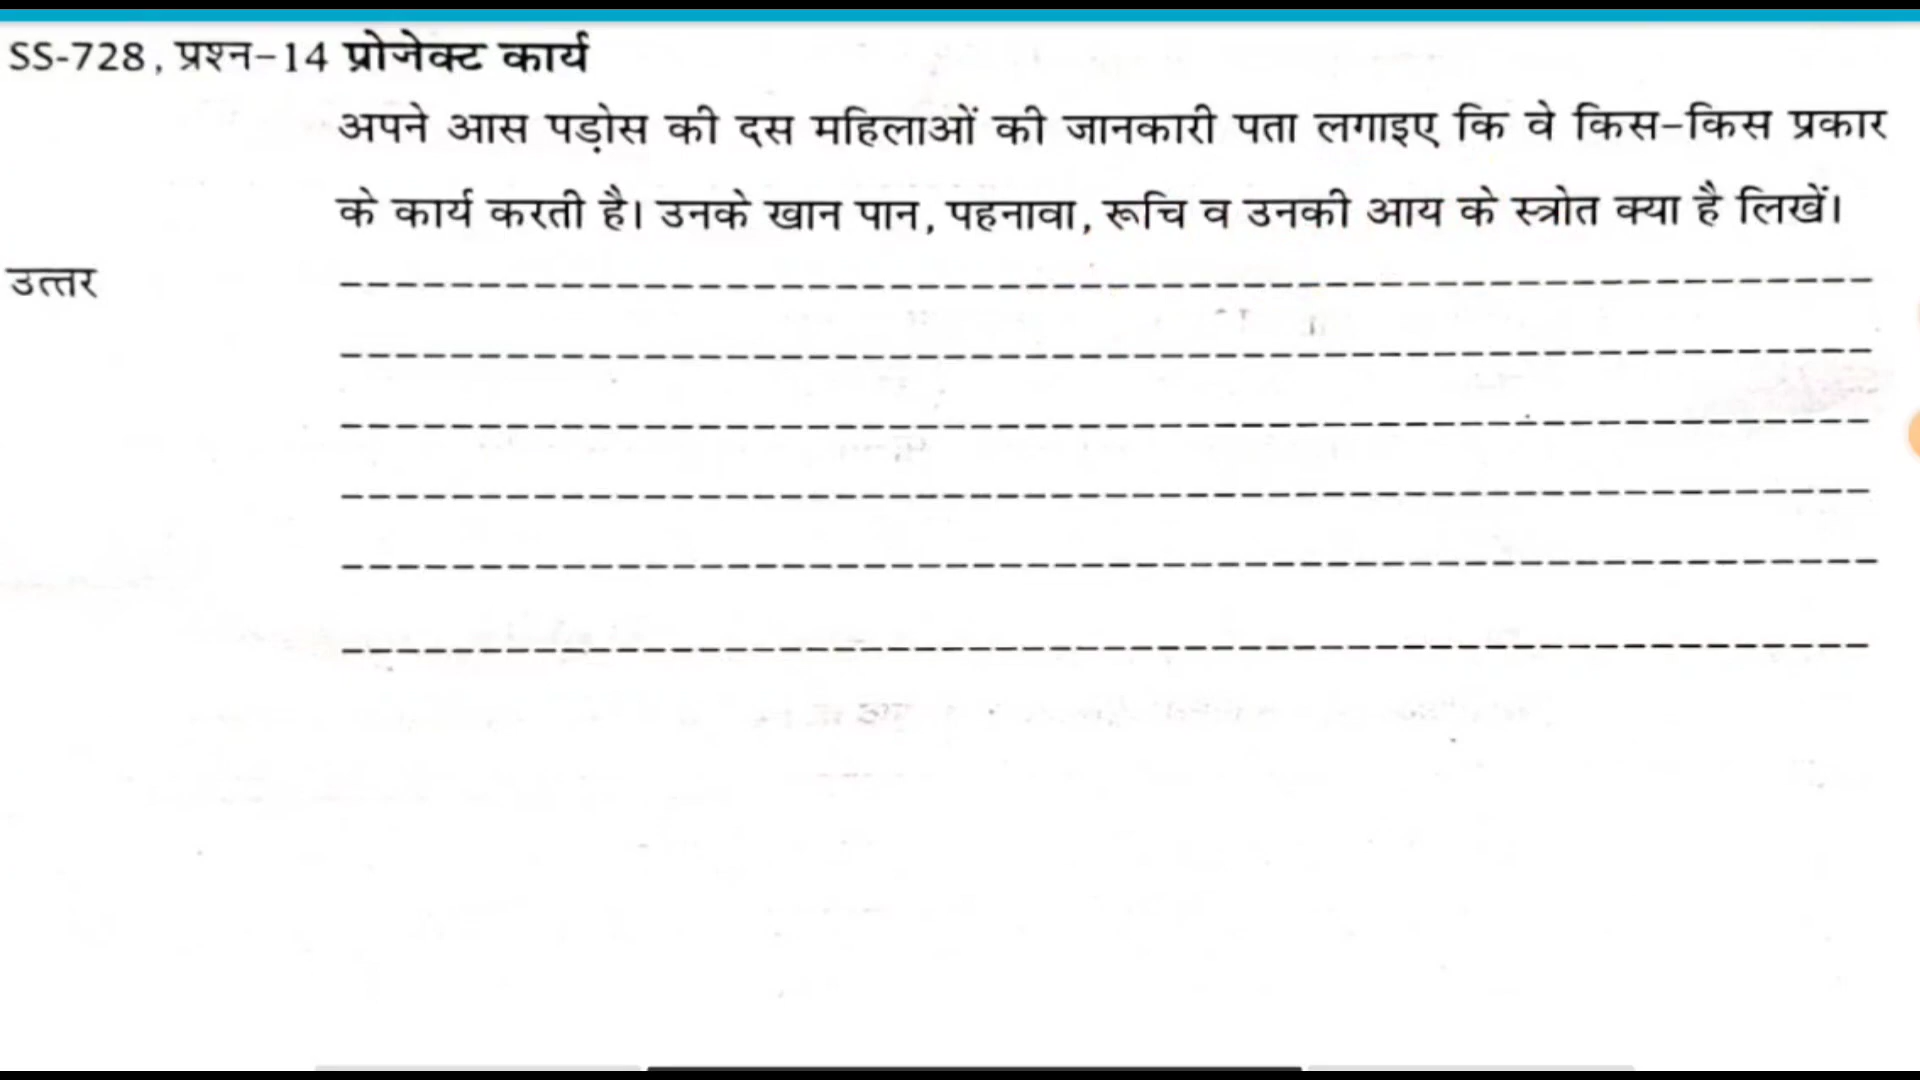 SS-728, प्रश्न-14 प्रोजेक्ट कार्य
अपने आस पड़ोस की दस महिलाओं की जानकारी पता लगाइए कि वे किस-किस प्रकार
के कार्य करती है। उनके खान पान, पहनावा, रूचि व उनकी आय के स्त्रोत क्या है लिखें।
उत्तर